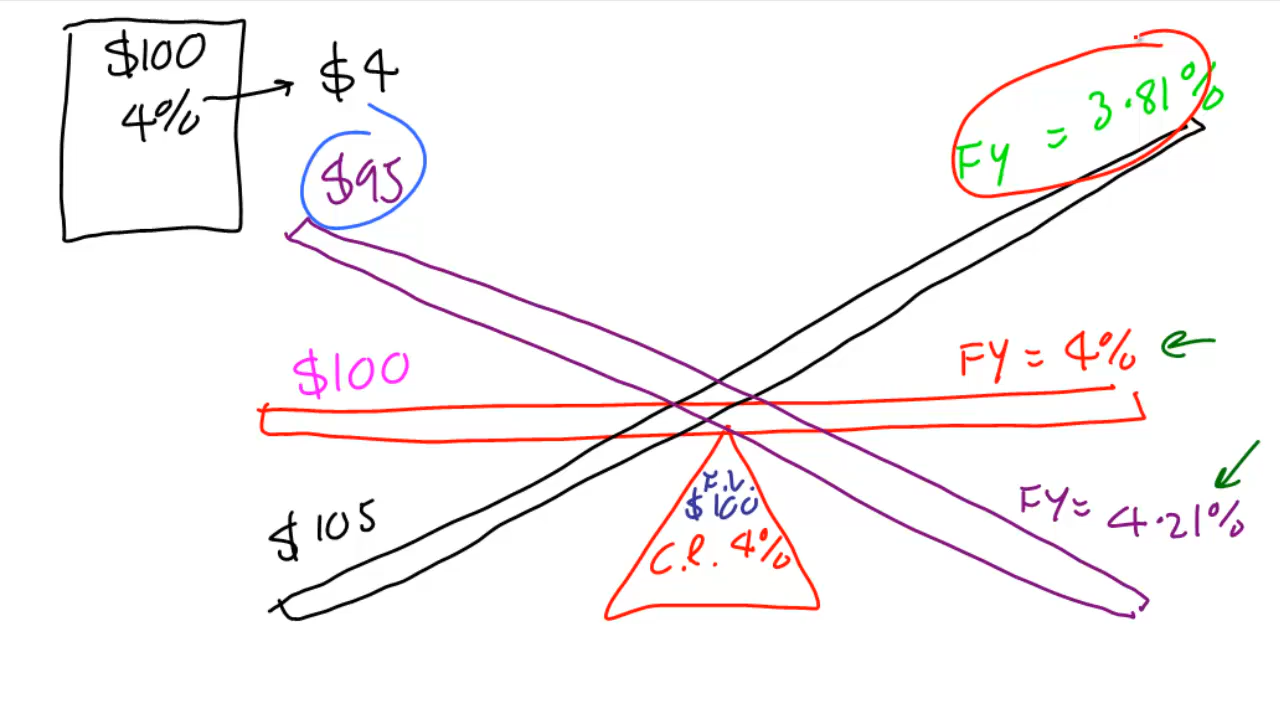 $100
4%
$4
$95
FY = 3.81%
$100
FY = 4%
$105
F.V.
$100
C.R. 4%
FY= 4.21%